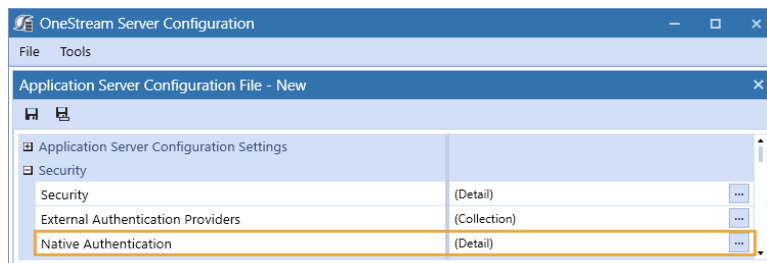 OneStream Server Configuration
File Tools
Application Server Configuration File - New
Application Server Configuration Settings
Security
Security (Detail) ...
External Authentication Providers (Collection) ...
Native Authentication (Detail) ...